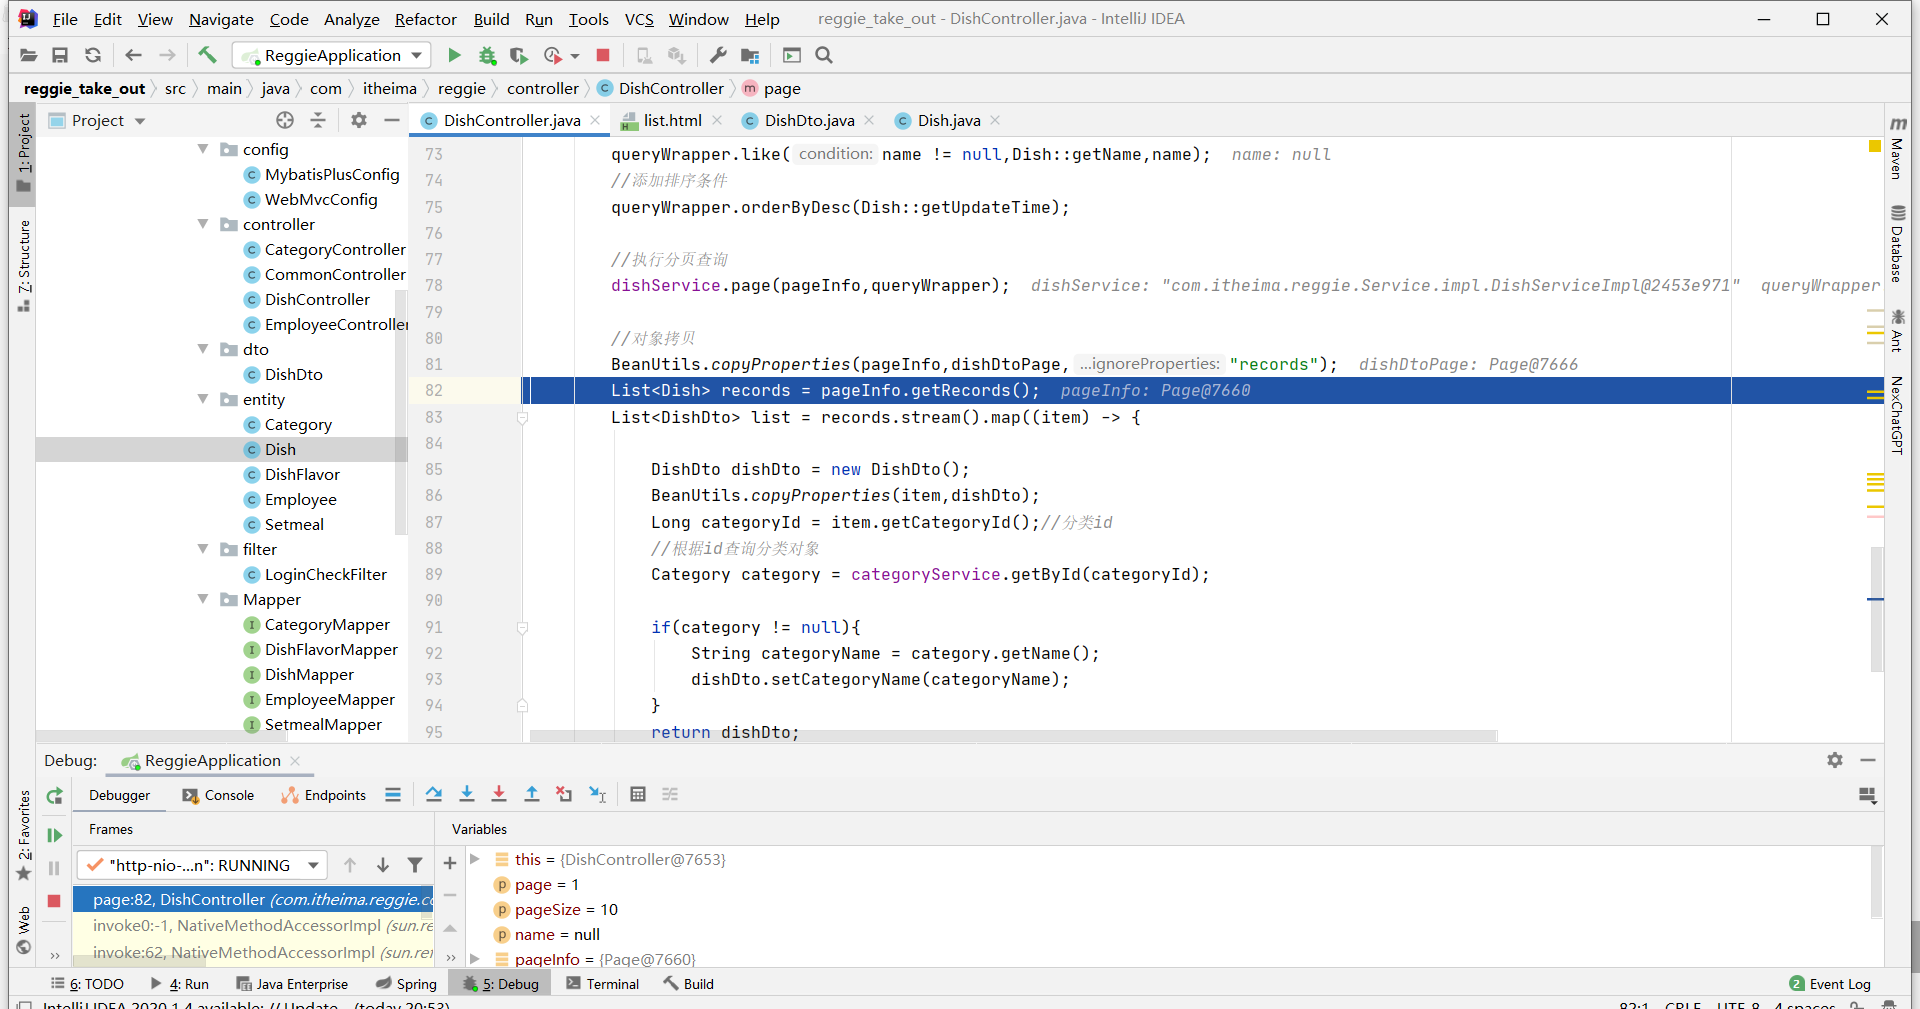 File Edit View Navigate Code Analyze Refactor Build Run Tools VCS Window Help reggie_take_out - DishController.java - IntelliJ IDEA
ReggieApplication
reggie_take_out src main java com itheima reggie controller DishController page
1: Project
Z: Structure
2: Favorites
Web
Project
config
MybatisPlusConfig
WebMvcConfig
controller
CategoryController
CommonController
DishController
EmployeeController
dto
DishDto
entity
Category
Dish
DishFlavor
Employee
Setmeal
filter
LoginCheckFilter
Mapper
CategoryMapper
DishFlavorMapper
DishMapper
EmployeeMapper
SetmealMapper
DishController.java list.html DishDto.java Dish.java
73 queryWrapper.like( condition: name != null,Dish::getName,name); name: null
74 //添加排序条件
75 queryWrapper.orderByDesc(Dish::getUpdateTime);
76
77 //执行分页查询
78 dishService.page(pageInfo,queryWrapper); dishService: "com.itheima.reggie.Service.impl.DishServiceImpl@2453e971" queryWrapper
79
80 //对象拷贝
81 BeanUtils.copyProperties(pageInfo,dishDtoPage, ...ignoreProperties: "records"); dishDtoPage: Page@7666
82 List<Dish> records = pageInfo.getRecords(); pageInfo: Page@7660
83 List<DishDto> list = records.stream().map((item) -> {
84
85 DishDto dishDto = new DishDto();
86 BeanUtils.copyProperties(item,dishDto);
87 Long categoryId = item.getCategoryId();//分类id
88 //根据id查询分类对象
89 Category category = categoryService.getById(categoryId);
90
91 if(category != null){
92 String categoryName = category.getName();
93 dishDto.setCategoryName(categoryName);
94 }
95 return dishDto;
m Maven
Database
Ant
NexChatGPT
Debug: ReggieApplication
Debugger Console Endpoints
Frames
"http-nio-...n": RUNNING
page:82, DishController (com.itheima.reggie.co
invoke0:-1, NativeMethodAccessorImpl (sun.re
invoke:62, NativeMethodAccessorImpl (sun.ref
Variables
this = {DishController@7653}
page = 1
pageSize = 10
name = null
pageInfo = {Page@7660}
6: TODO 4: Run Java Enterprise Spring 5: Debug Terminal Build 2 Event Log
IntelliJ IDEA 2020.1.4 available: // Update... (today 20:53) 82:1 CRLF UTF-8 4 spaces